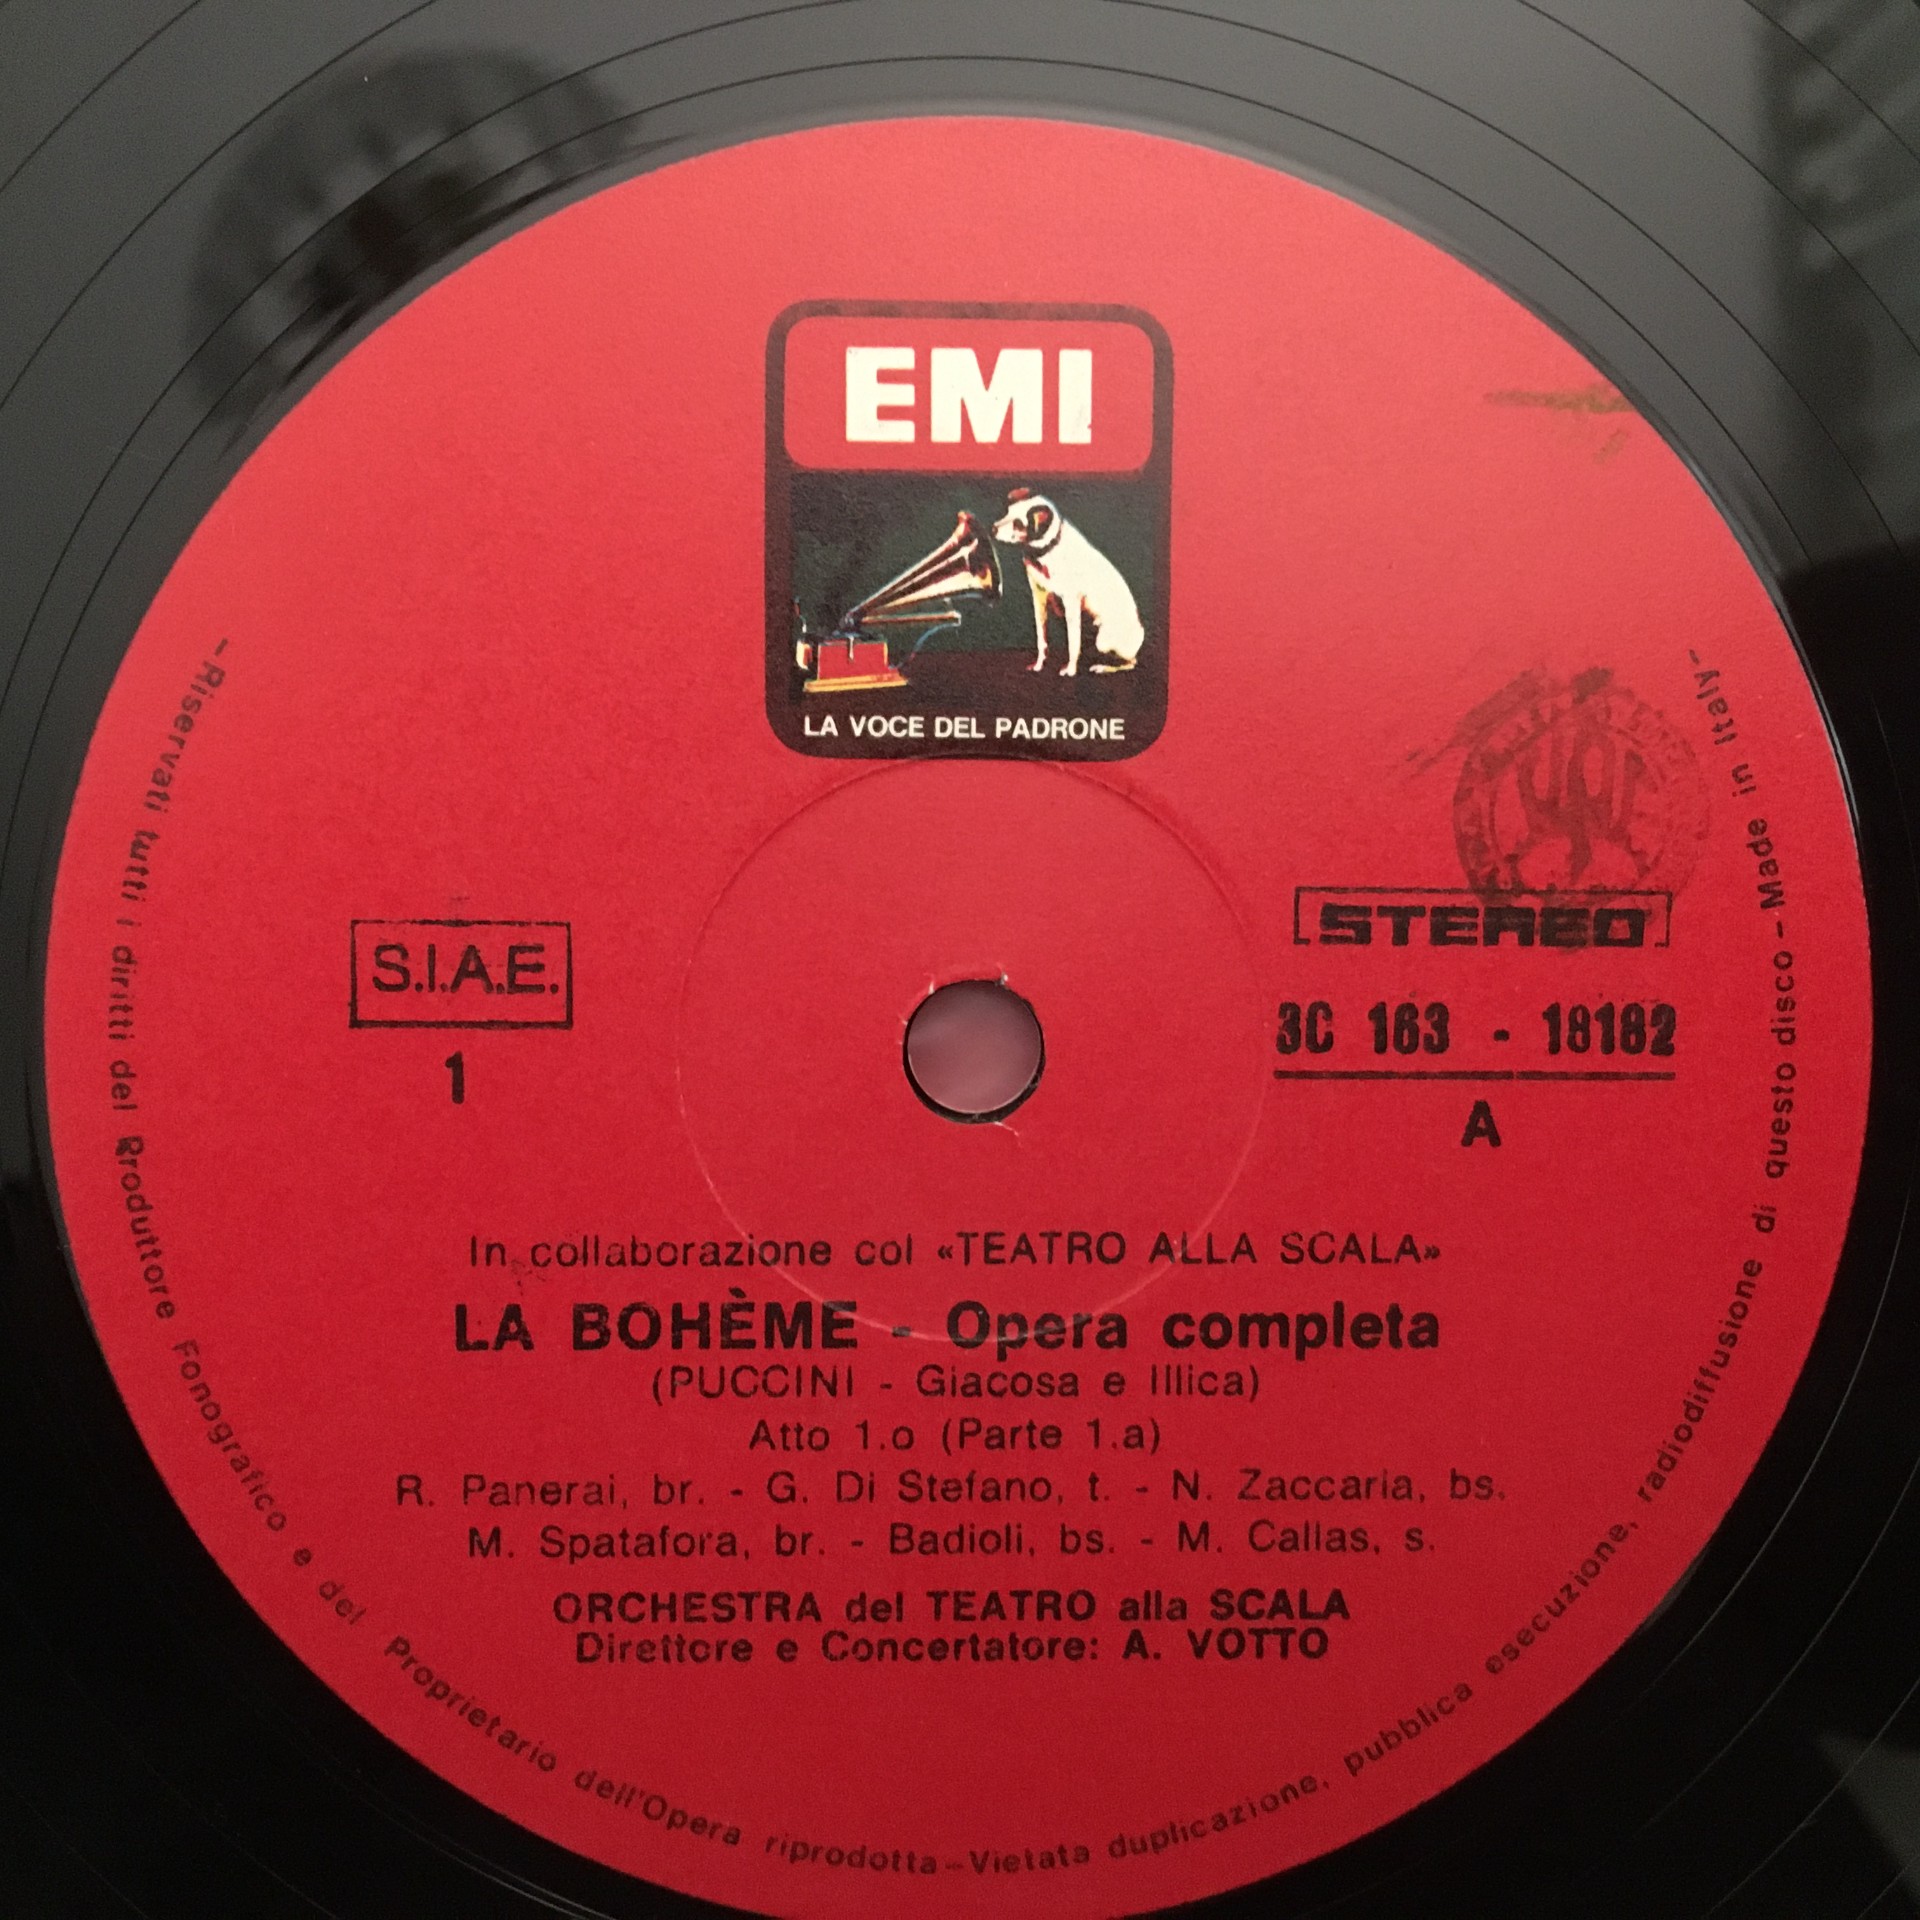 EMI
LA VOCE DEL PADRONE
S.I.A.E.
1
STEREO
3C 163 - 18182
A
In collaborazione col «TEATRO ALLA SCALA»
LA BOHÈME - Opera completa
(PUCCINI - Giacosa e Illica)
Atto 1.o (Parte 1.a)
R. Panerai, br. - G. Di Stefano, t. - N. Zaccaria, bs.
M. Spatafora, br. - Badioli, bs. - M. Callas, s.
ORCHESTRA del TEATRO alla SCALA
Direttore e Concertatore: A. VOTTO
-Riservati tutti i diritti del Produttore Fonografico e del Proprietario dell'Opera riprodotta-Vietata duplicazione, pubblica esecuzione, radiodiffusione di questo disco-Made in Italy-